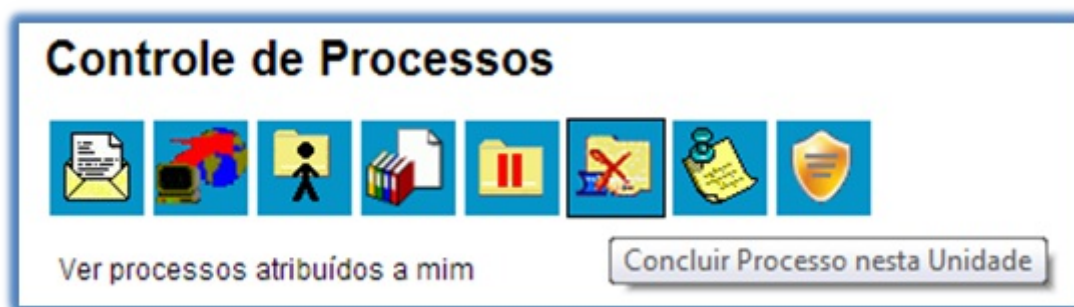 Controle de Processos
Ver processos atribuídos a mim
Concluir Processo nesta Unidade